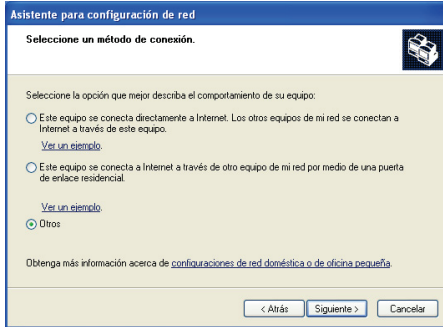 Asistente para configuración de red
Seleccione un método de conexión.
Seleccione la opción que mejor describa el comportamiento de su equipo:
Este equipo se conecta directamente a Internet. Los otros equipos de mi red se conectan a
Internet a través de este equipo.
Ver un ejemplo.
Este equipo se conecta a Internet a través de otro equipo de mi red por medio de una puerta
de enlace residencial.
Ver un ejemplo.
Otros
Obtenga más información acerca de configuraciones de red doméstica o de oficina pequeña.
< Atrás Siguiente > Cancelar